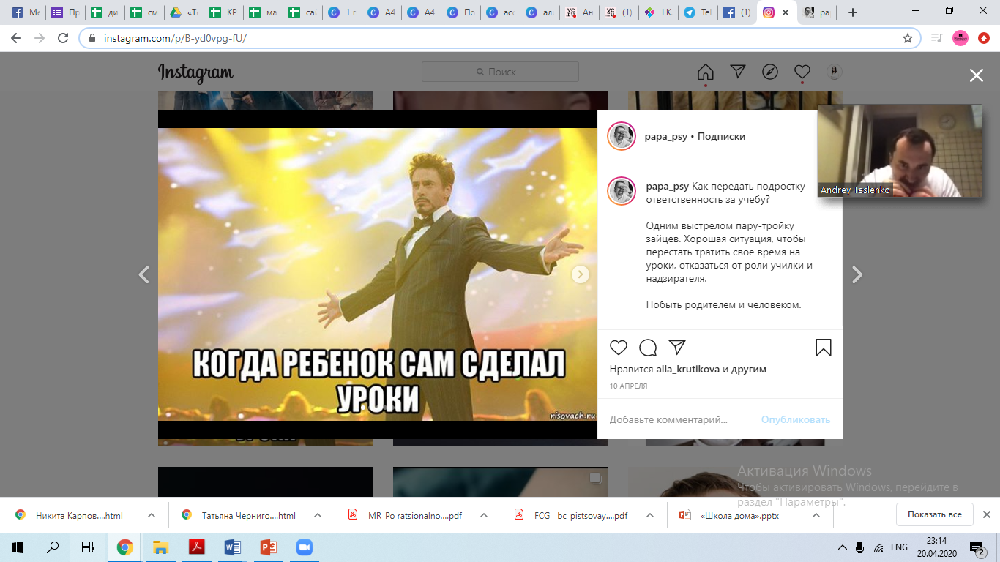 Ме
Пр
ди
см
«Т
КР
ма
сат
1 г
А4
А4
По
асс
ал
Ан
(1)
LK
Tel
(1)
ра
instagram.com/p/B-yd0vpg-fU/
Instagram
Поиск
papa_psy • Подписки
papa_psy Как передать подростку
ответственность за учебу?
Одним выстрелом пару-тройку
зайцев. Хорошая ситуация, чтобы
перестать тратить свое время на
уроки, отказаться от роли училки и
надзирателя.
Побыть родителем и человеком.
Andrey Teslenko
КОГДА РЕБЕНОК САМ СДЕЛАЛ
УРОКИ
risovach.ru
Нравится alla_krutikova и другим
10 АПРЕЛЯ
Добавьте комментарий...
Опубликовать
Активация Windows
Чтобы активировать Windows, перейдите в
раздел "Параметры".
Никита Карпов....html
Татьяна Черниго....html
MR_Po ratsionalno....pdf
FCG__bc_pistsovay....pdf
«Школа дома».pptx
Показать все
ENG
23:14
20.04.2020
2